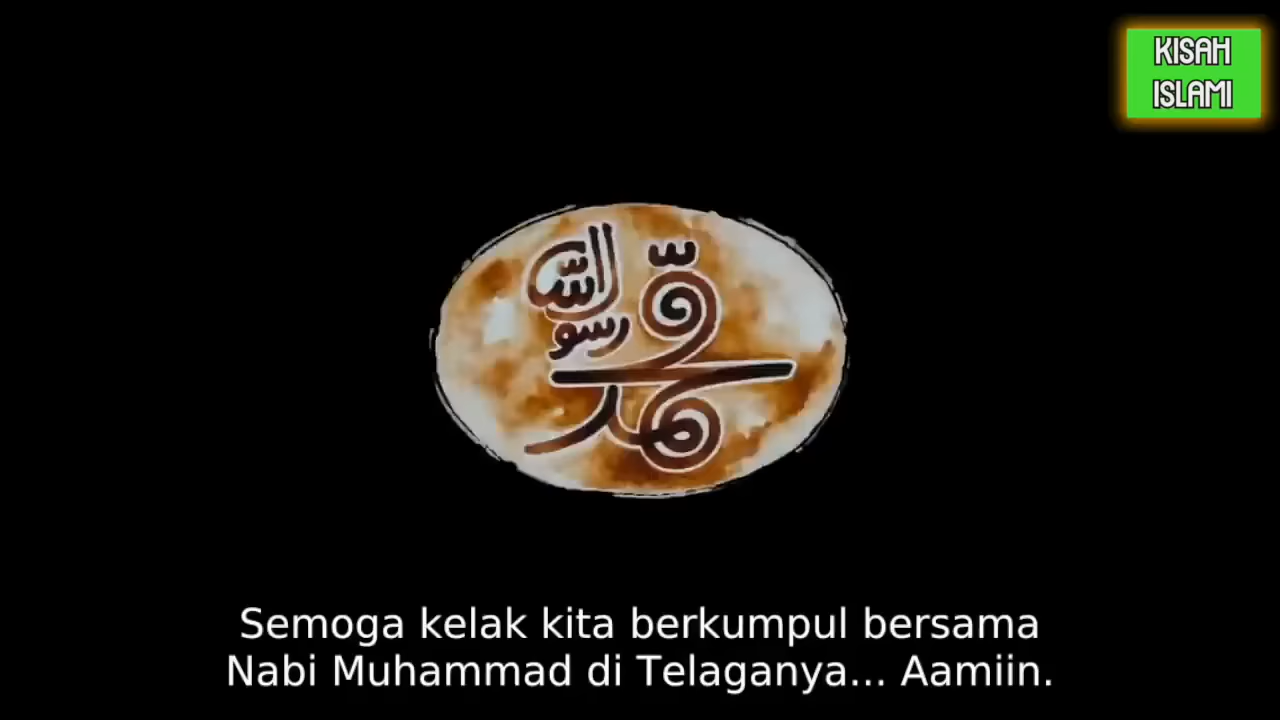 KISAH
ISLAMI
محمد
رسول
الله
Semoga kelak kita berkumpul bersama
Nabi Muhammad di Telaganya... Aamiin.